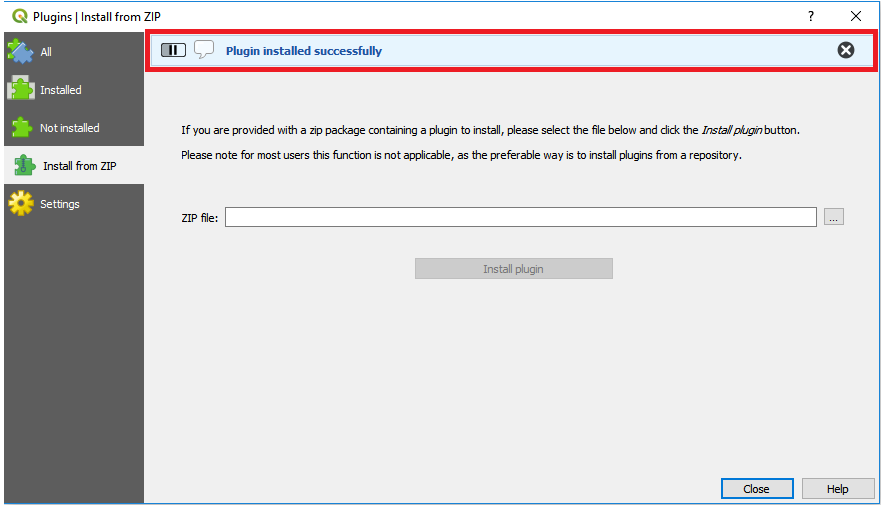 Plugins | Install from ZIP
?
All
Installed
Not installed
Install from ZIP
Settings
Plugin installed successfully
If you are provided with a zip package containing a plugin to install, please select the file below and click the Install plugin button.
Please note for most users this function is not applicable, as the preferable way is to install plugins from a repository.
ZIP file:
...
Install plugin
Close
Help